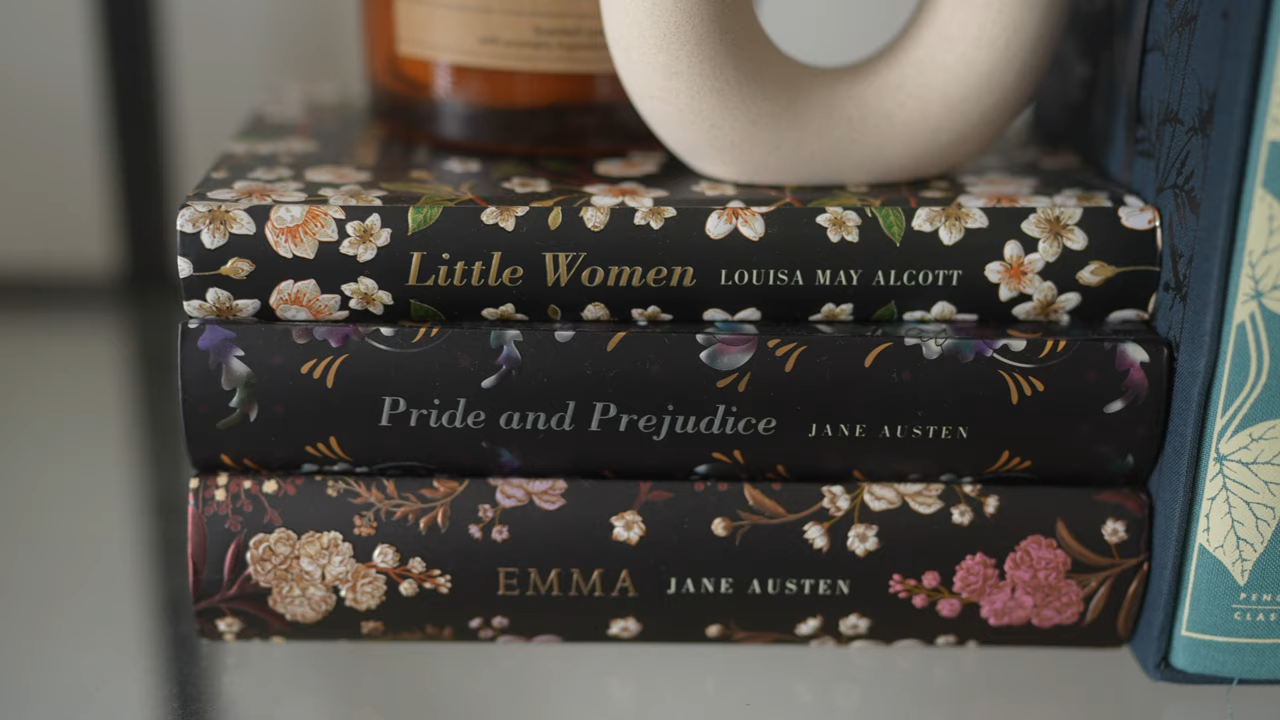 Little Women LOUISA MAY ALCOTT
Pride and Prejudice JANE AUSTEN
EMMA JANE AUSTEN